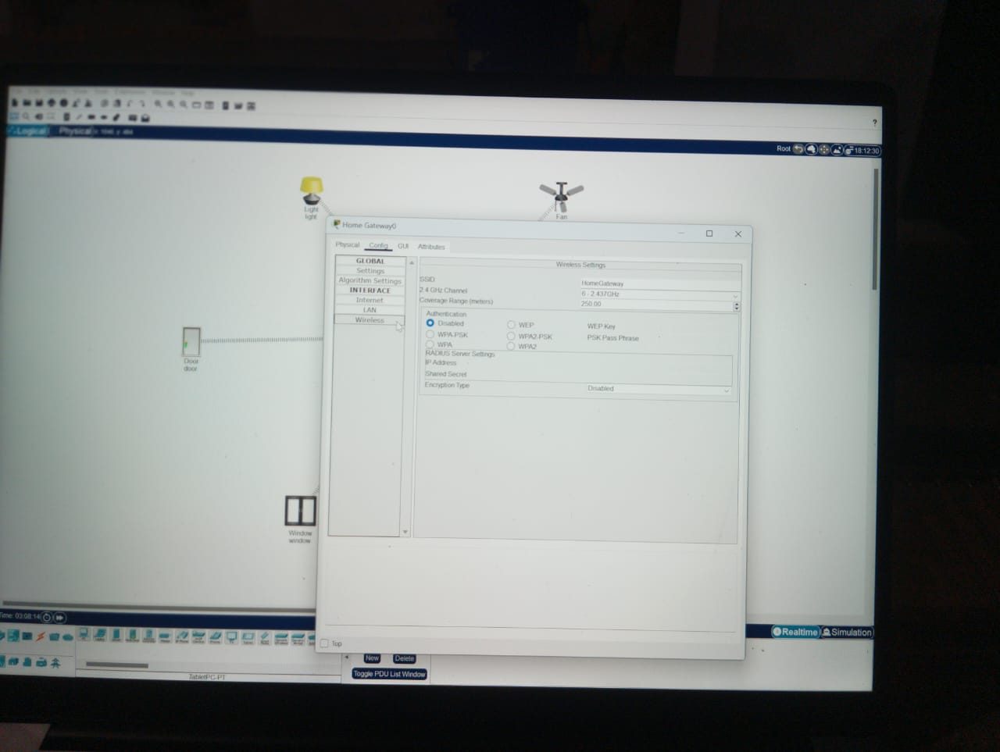 ?
Logical
Physical
Root
18:12:30
Light
light
Fan
Home Gateway0
Physical
Config
GUI
Attributes
GLOBAL
Settings
Algorithm Settings
INTERFACE
Internet
LAN
Wireless
Wireless Settings
SSID
HomeGateway
2.4 GHz Channel
6 - 2.437GHz
Coverage Range (meters)
250.00
Authentication
Disabled
WEP
WEP Key
WPA-PSK
WPA2-PSK
PSK Pass Phrase
WPA
WPA2
RADIUS Server Settings
IP Address
Shared Secret
Encryption Type
Disabled
Door
door
Window
window
Top
Time: 03:08:14
Realtime
Simulation
New
Delete
Toggle PDU List Window
TabletPC-PT